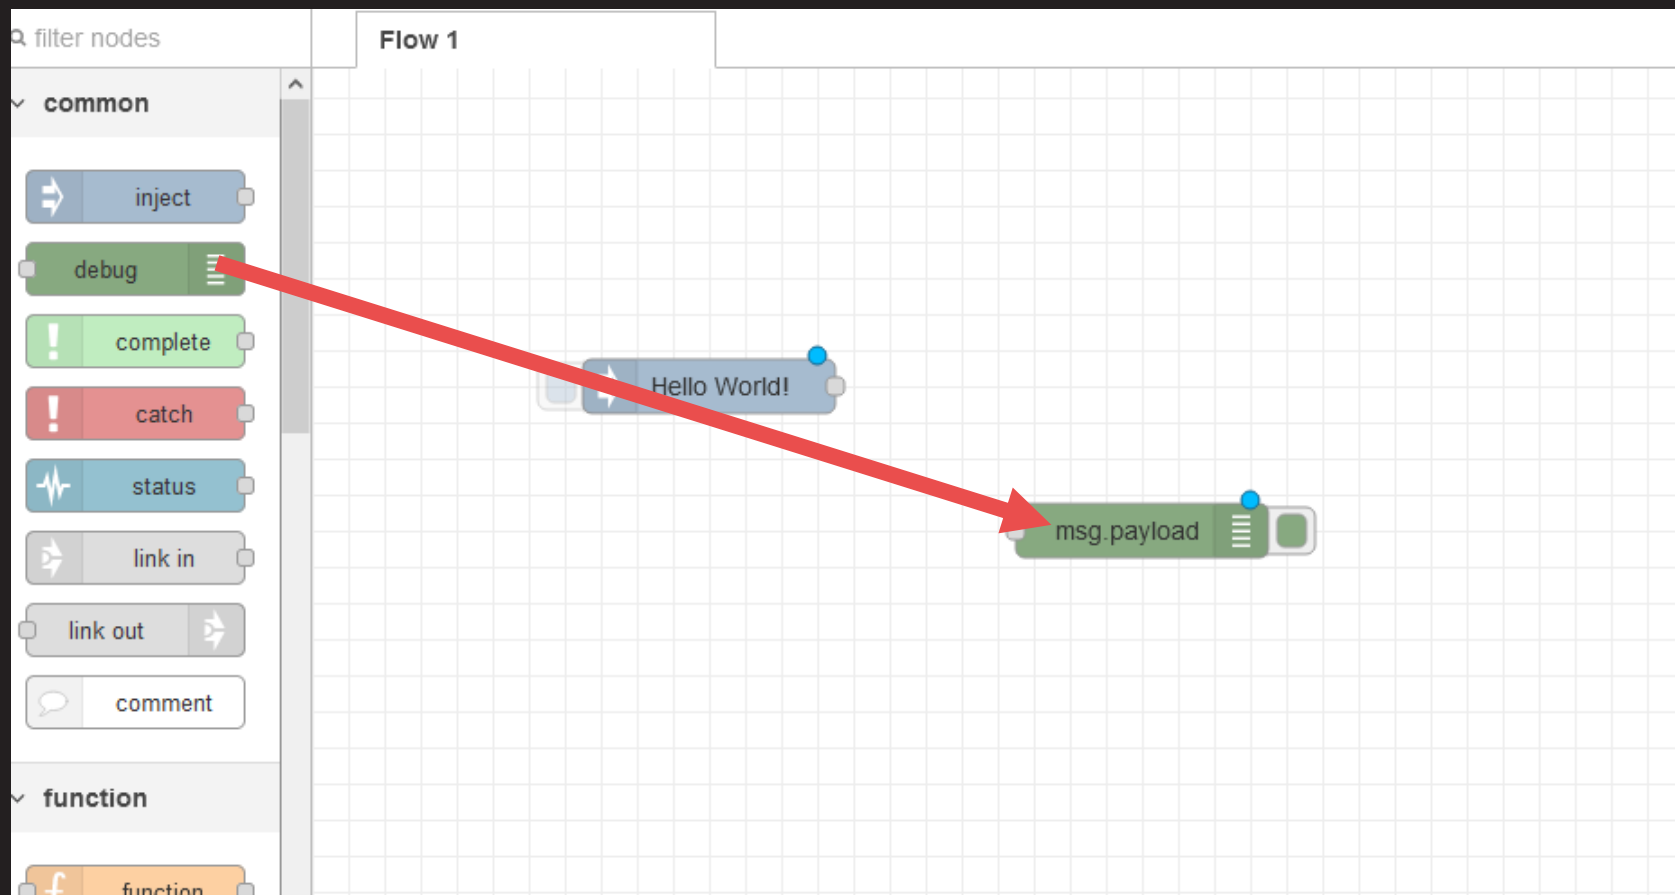 filter nodes
Flow 1
common
inject
debug
complete
catch
status
link in
link out
comment
function
function
Hello World!
msg.payload